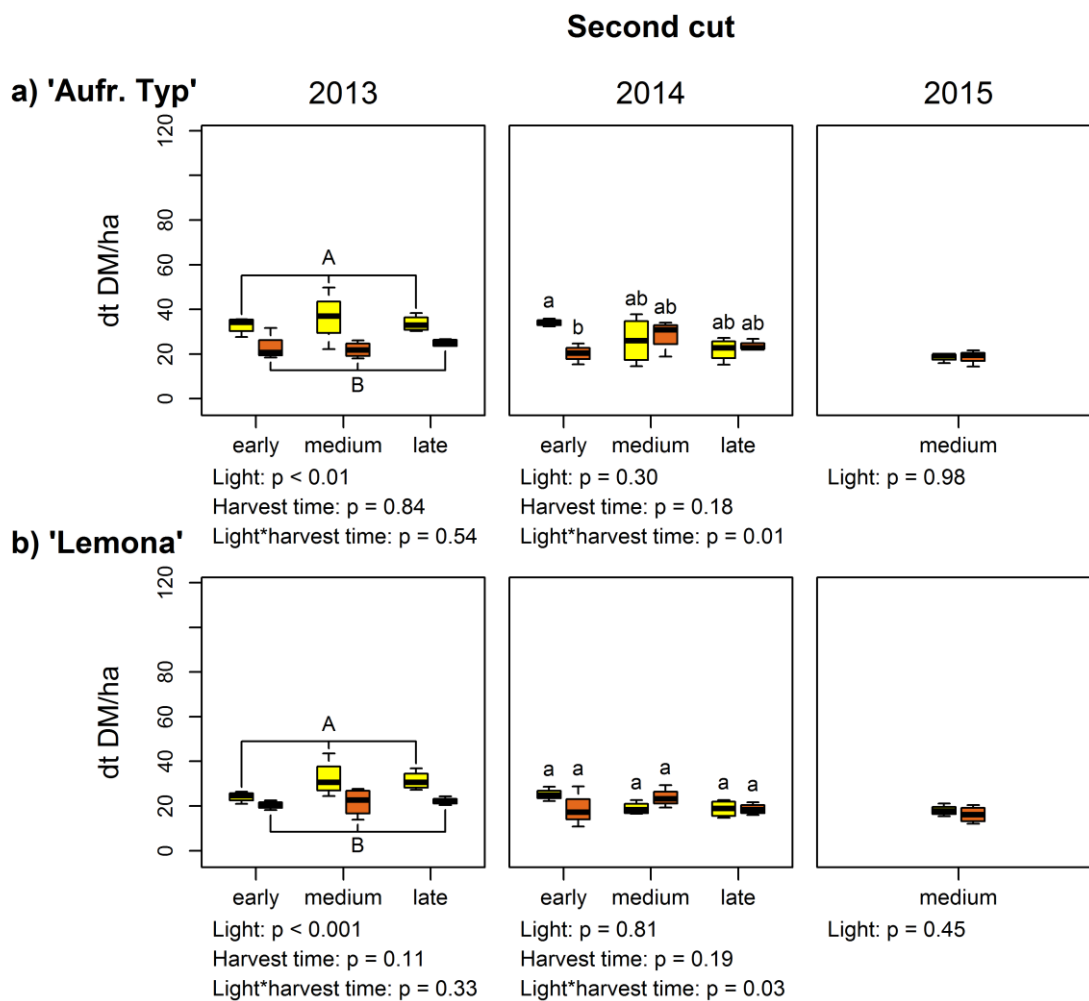 Second cut
a) 'Aufr. Typ' 2013 2014 2015
dt DM/ha
0 20 40 60 80 120
A
B
a b ab ab ab ab
early medium late
early medium late
medium
Light: p < 0.01
Harvest time: p = 0.84
Light*harvest time: p = 0.54
Light: p = 0.30
Harvest time: p = 0.18
Light*harvest time: p = 0.01
Light: p = 0.98
b) 'Lemona'
dt DM/ha
0 20 40 60 80 120
A
B
a a a a a a
early medium late
early medium late
medium
Light: p < 0.001
Harvest time: p = 0.11
Light*harvest time: p = 0.33
Light: p = 0.81
Harvest time: p = 0.19
Light*harvest time: p = 0.03
Light: p = 0.45